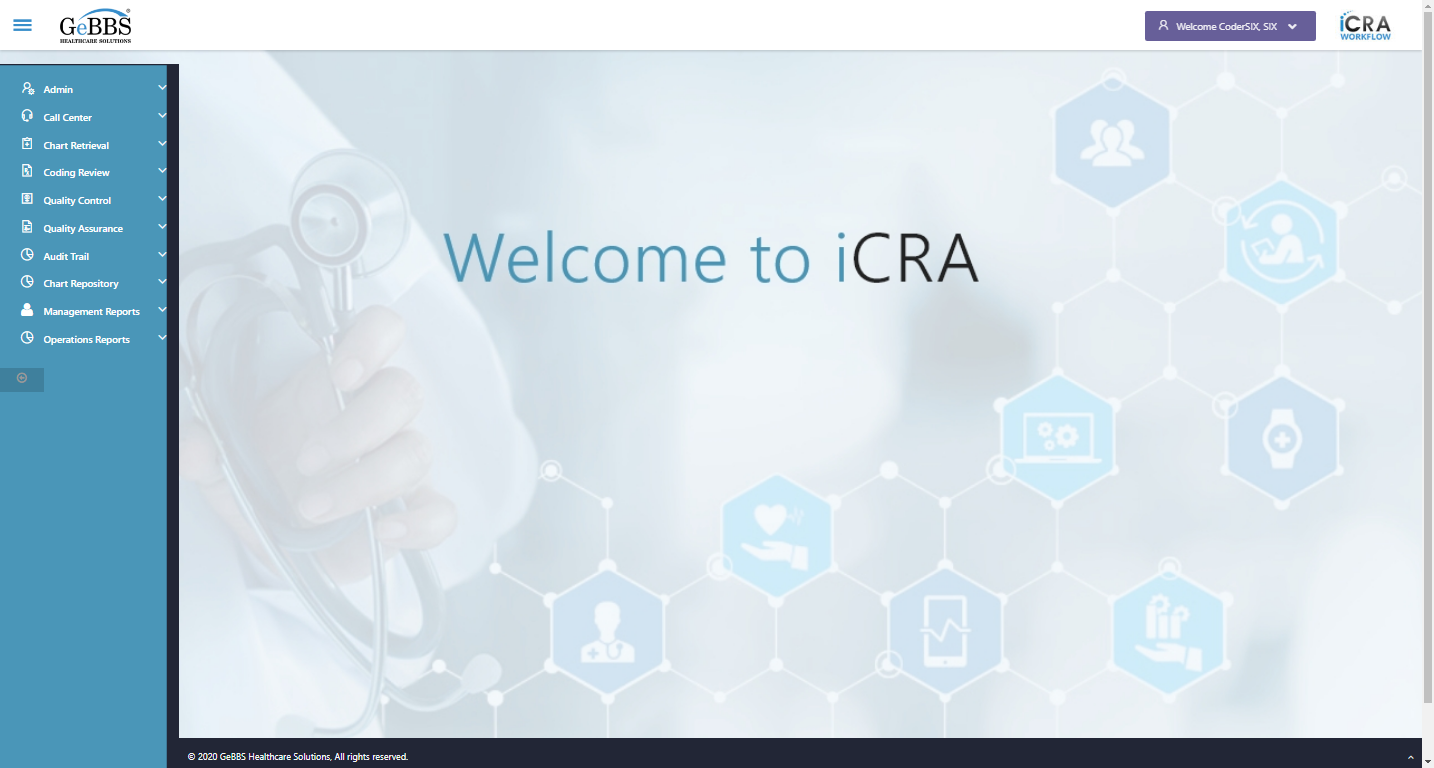 GeBBS®
HEALTHCARE SOLUTIONS
Welcome CoderSIX, SIX
iCRA
WORKFLOW
Admin
Call Center
Chart Retrieval
Coding Review
Quality Control
Quality Assurance
Audit Trail
Chart Repository
Management Reports
Operations Reports
Welcome to iCRA
© 2020 GeBBS Healthcare Solutions, All rights reserved.